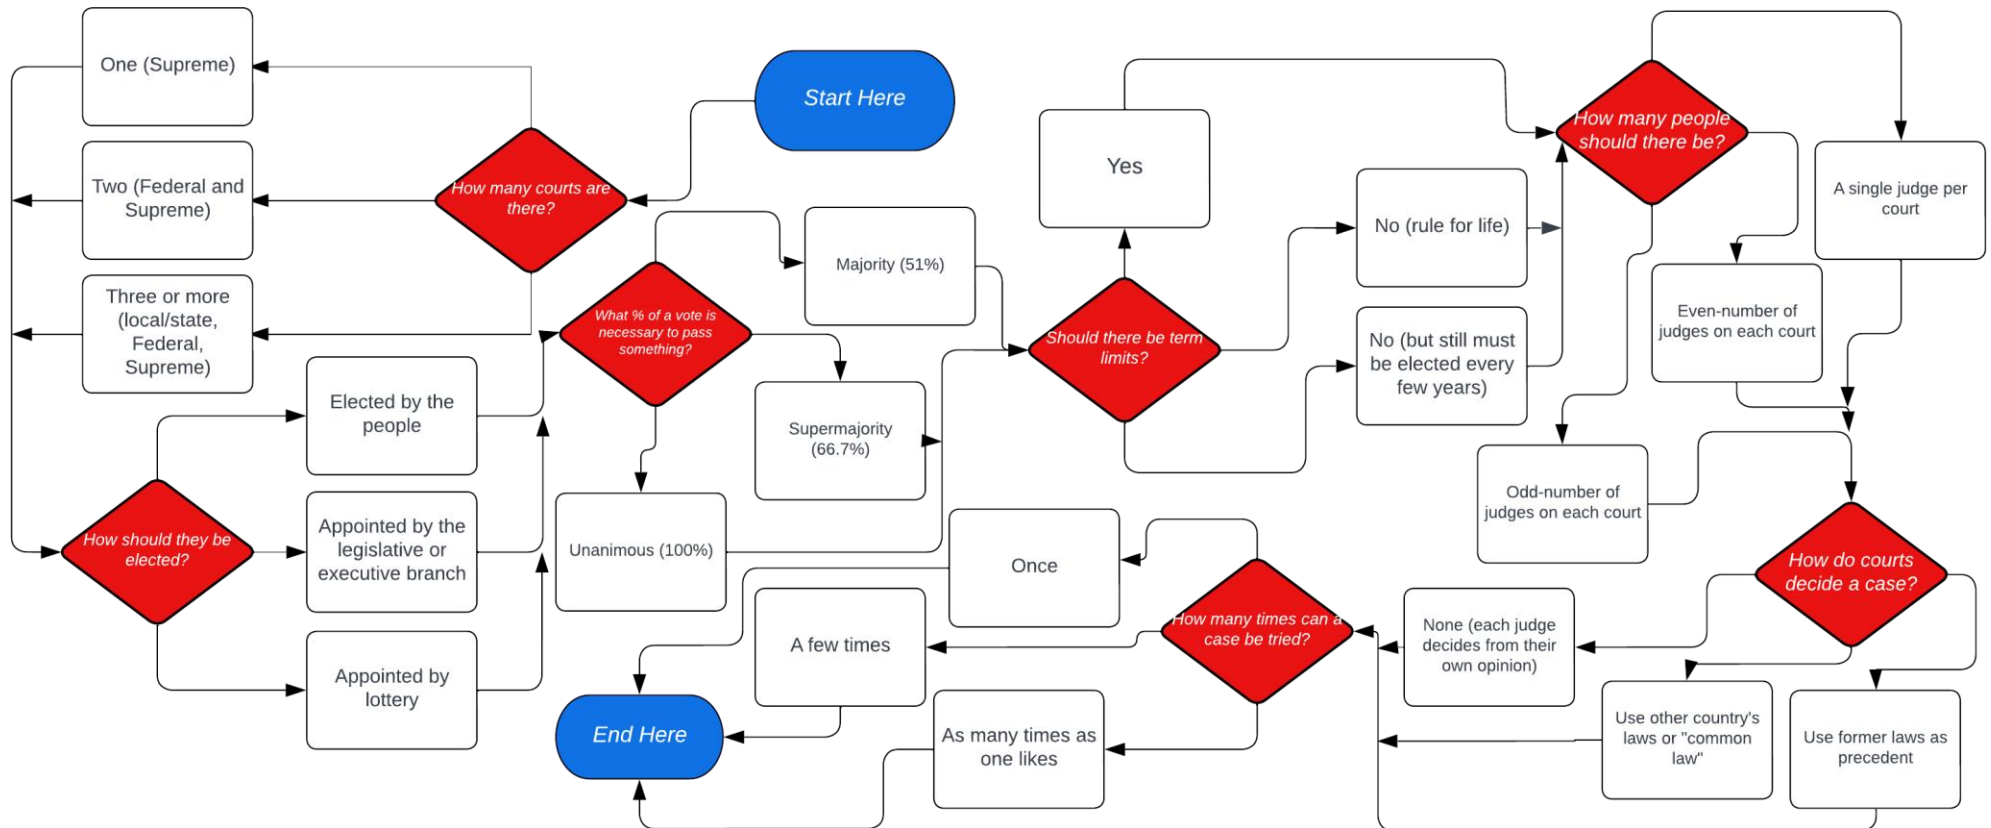 Start Here
How many courts are
there?
One (Supreme)
Two (Federal and
Supreme)
Three or more
(local/state,
Federal,
Supreme)
How should they be
elected?
Elected by the
people
Appointed by the
legislative or
executive branch
Appointed by
lottery
What % of a vote is
necessary to pass
something?
Majority (51%)
Supermajority
(66.7%)
Unanimous (100%)
Should there be term
limits?
Yes
No (rule for life)
No (but still must
be elected every
few years)
How many people
should there be?
A single judge per
court
Even-number of
judges on each court
Odd-number of
judges on each court
How do courts
decide a case?
None (each judge
decides from their
own opinion)
Use other country's
laws or "common
law"
Use former laws as
precedent
How many times can a
case be tried?
Once
A few times
As many times as
one likes
End Here